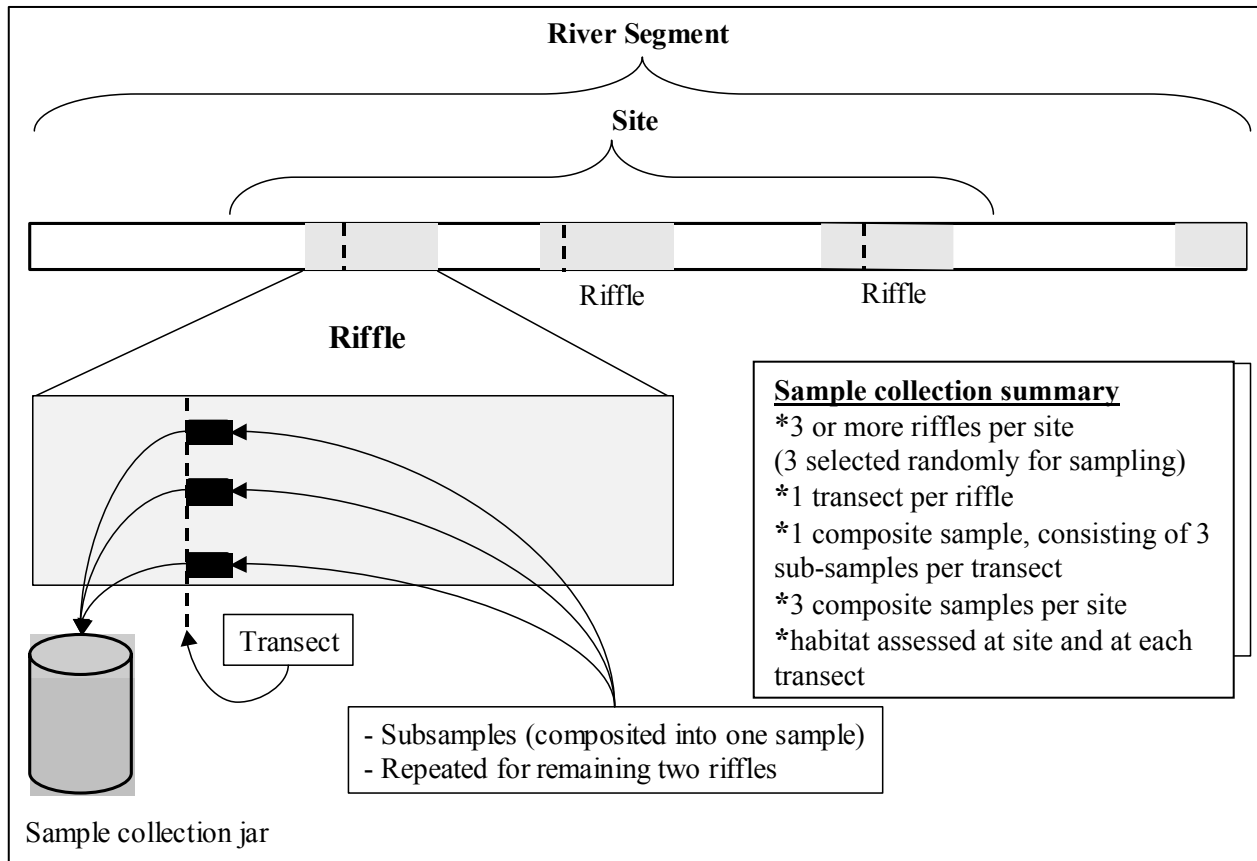 River Segment
Site
Riffle
Riffle
Riffle
Sample collection summary
*3 or more riffles per site
(3 selected randomly for sampling)
*1 transect per riffle
*1 composite sample, consisting of 3
sub-samples per transect
*3 composite samples per site
*habitat assessed at site and at each
transect
Transect
- Subsamples (composited into one sample)
- Repeated for remaining two riffles
Sample collection jar